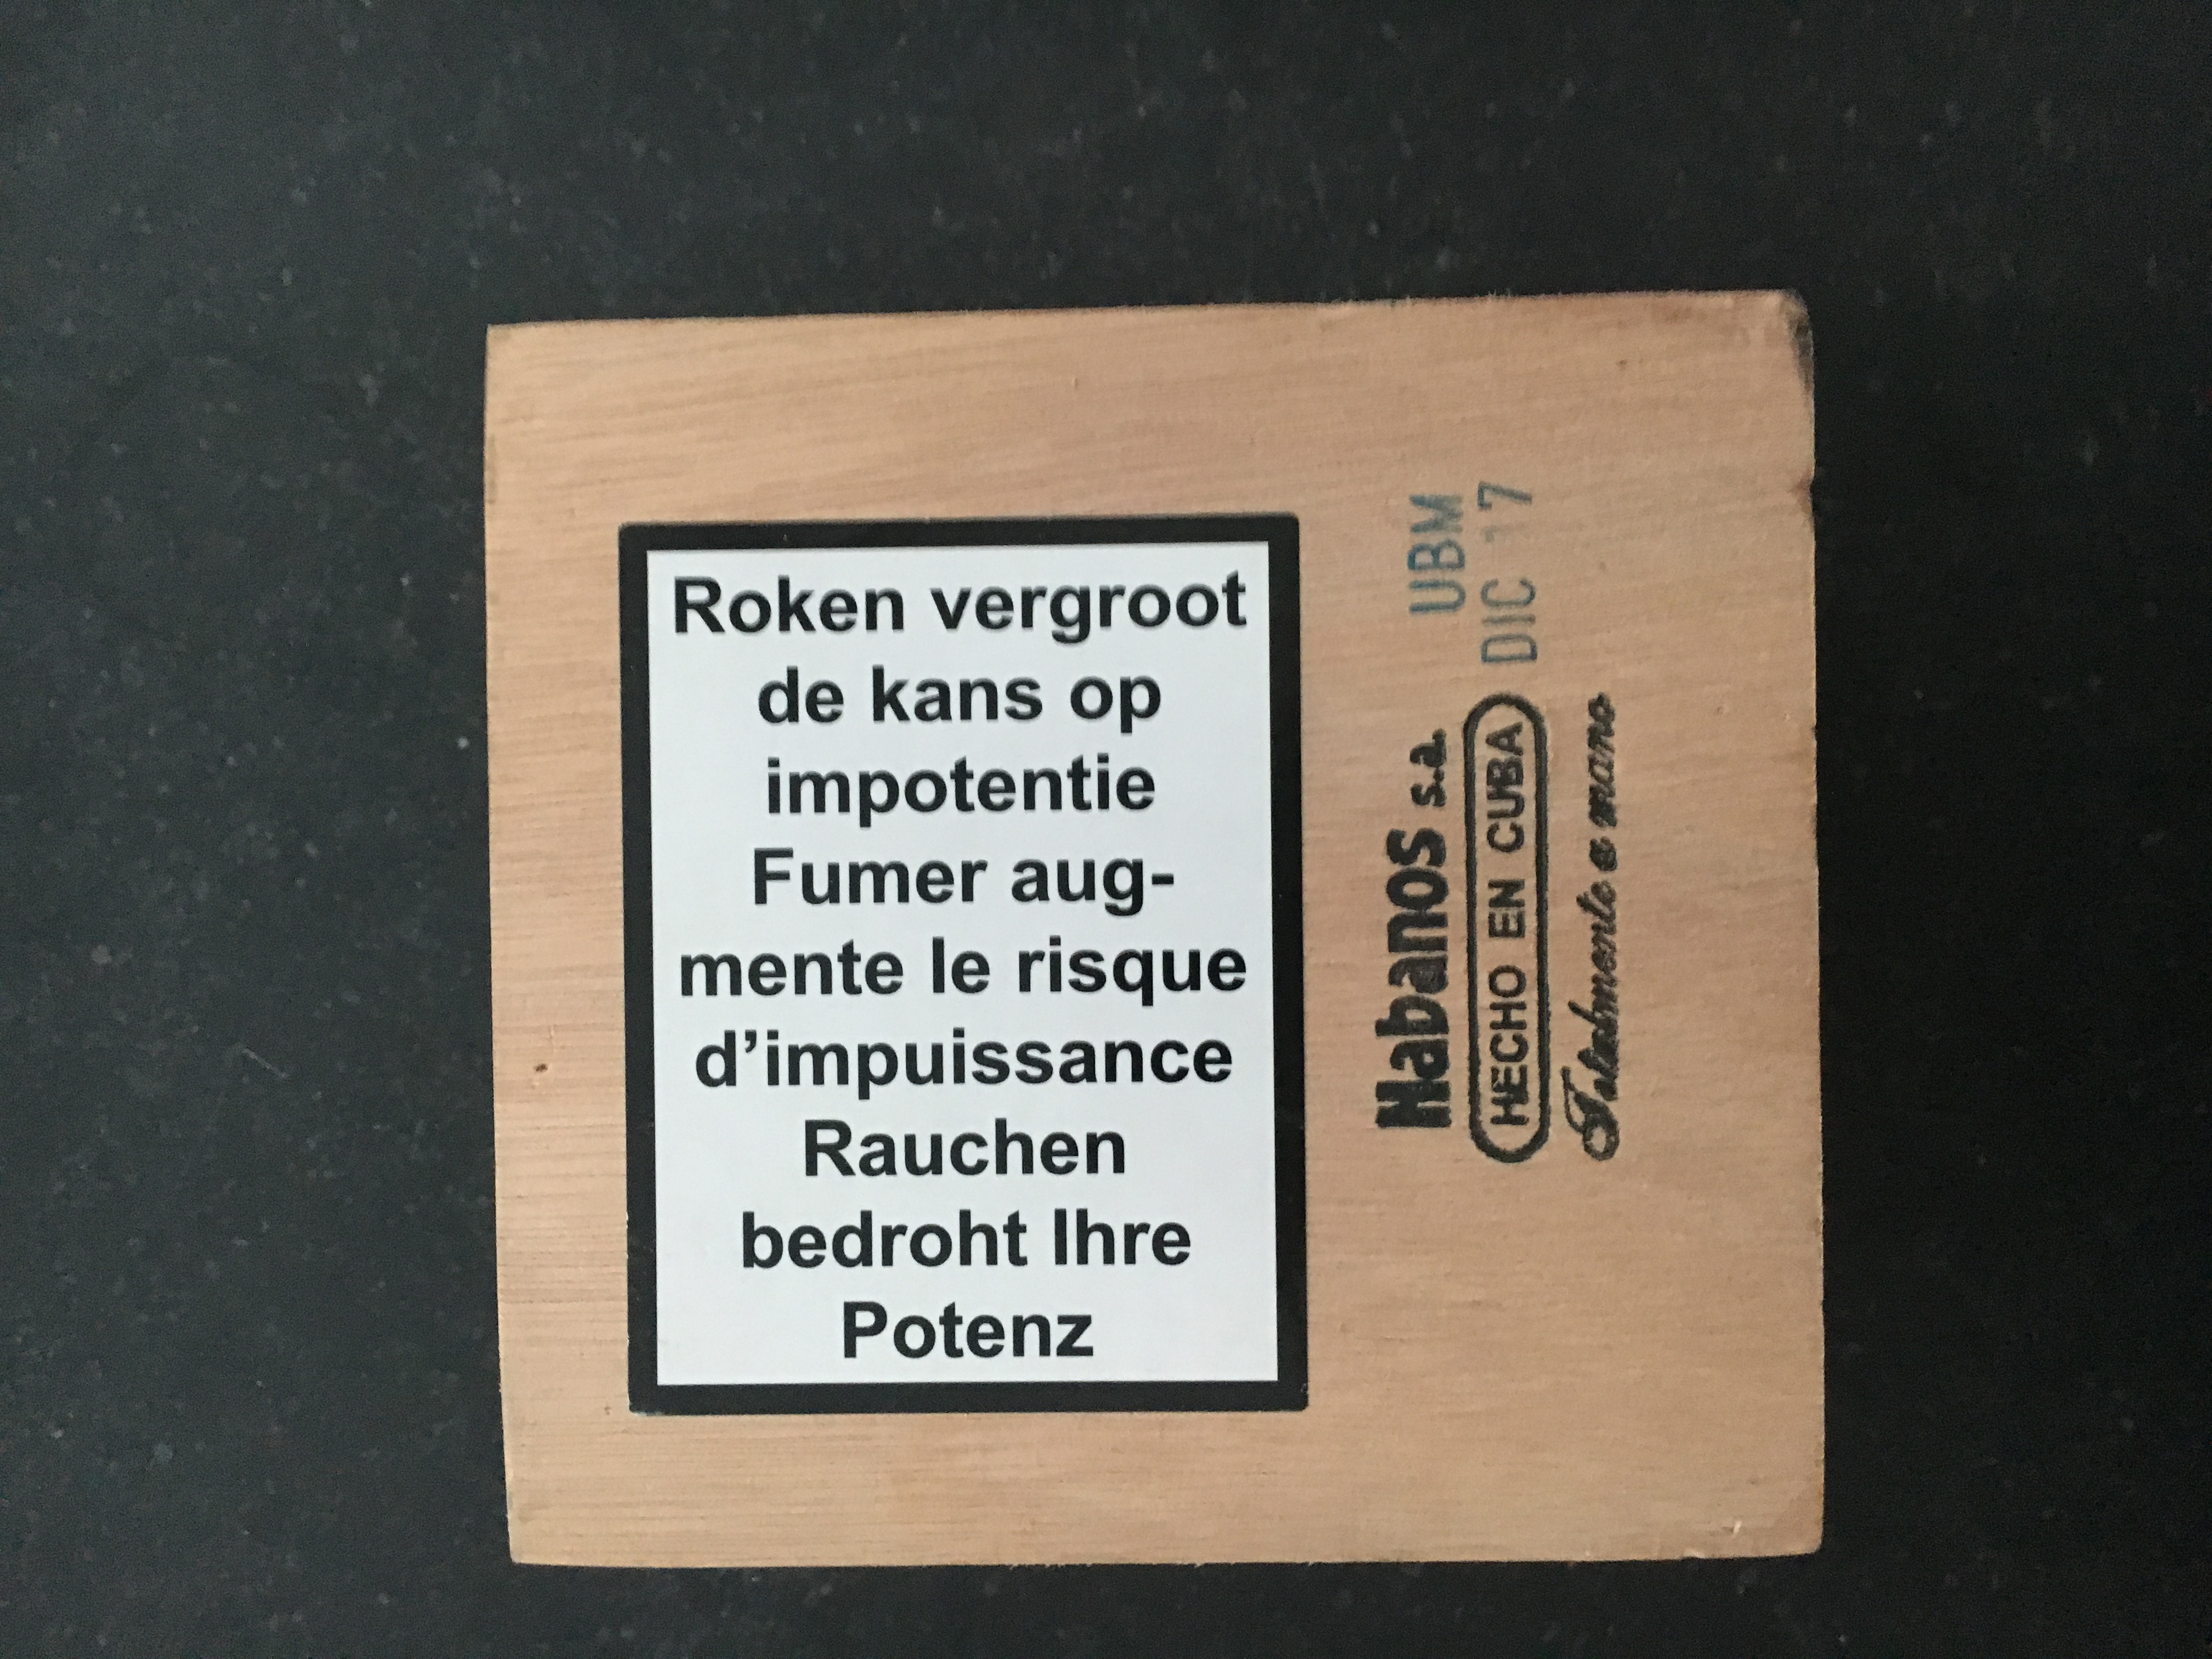 Roken vergroot
de kans op
impotentie
Fumer aug-
mente le risque
d’impuissance
Rauchen
bedroht Ihre
Potenz
Habanos s.a.
HECHO EN CUBA
Totalmente a mano
UBM
DIC 17